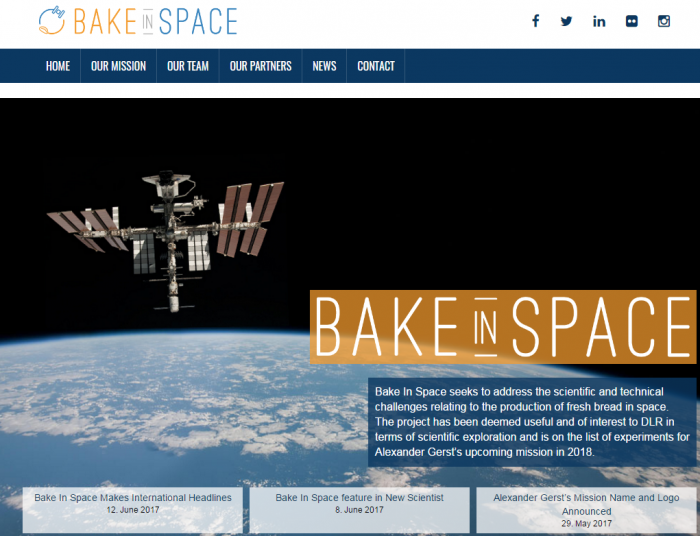 BAKE IN SPACE
HOME OUR MISSION OUR TEAM OUR PARTNERS NEWS CONTACT
BAKE IN SPACE
Bake In Space seeks to address the scientific and technical
challenges relating to the production of fresh bread in space.
The project has been deemed useful and of interest to DLR in
terms of scientific exploration and is on the list of experiments for
Alexander Gerst's upcoming mission in 2018.
Bake In Space Makes International Headlines
12. June 2017
Bake In Space feature in New Scientist
8. June 2017
Alexander Gerst's Mission Name and Logo
Announced
29. May 2017